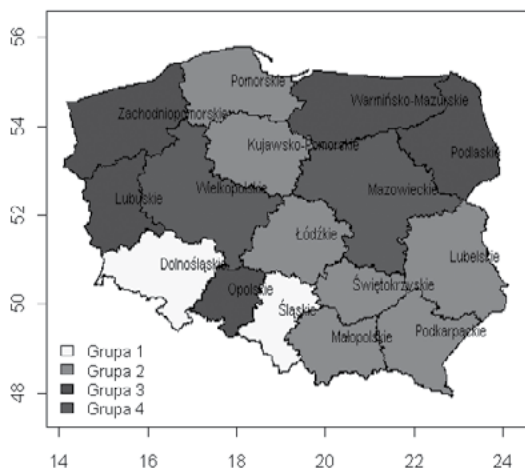 56
54
52
50
48
Pomorskie
Warmińsko-Mazurskie
Zachodniopomorskie
Kujawsko-Pomorskie
Podlaskie
Wielkopolskie
Mazowieckie
Lubuskie
Łódźkie
Lubelskie
Dolnośląskie
Opolskie
Świętokrzyskie
Śląskie
Podkarpackie
Małopolskie
Grupa 1
Grupa 2
Grupa 3
Grupa 4
14 16 18 20 22 24